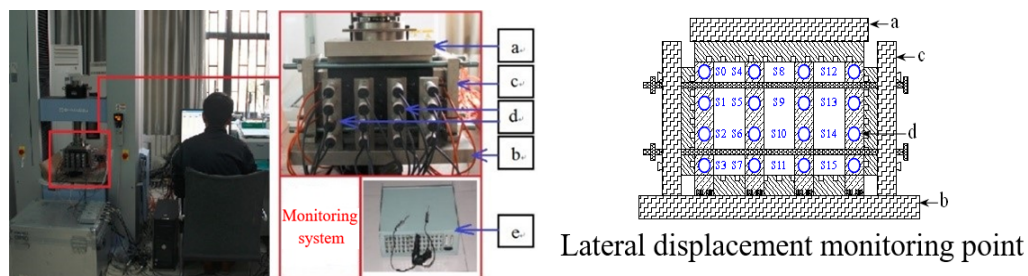 a
c
d
b
Monitoring
system
e
a
c
S0 S4 S8 S12
S1 S5 S9 S13
S2 S6 S10 S14
d
S3 S7 S11 S15
b
Lateral displacement monitoring point